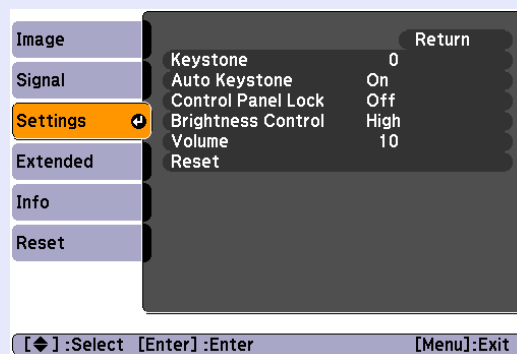 Image
Signal
Settings
Extended
Info
Reset
Return
Keystone 0
Auto Keystone On
Control Panel Lock Off
Brightness Control High
Volume 10
Reset
[◆]:Select [Enter]:Enter [Menu]:Exit